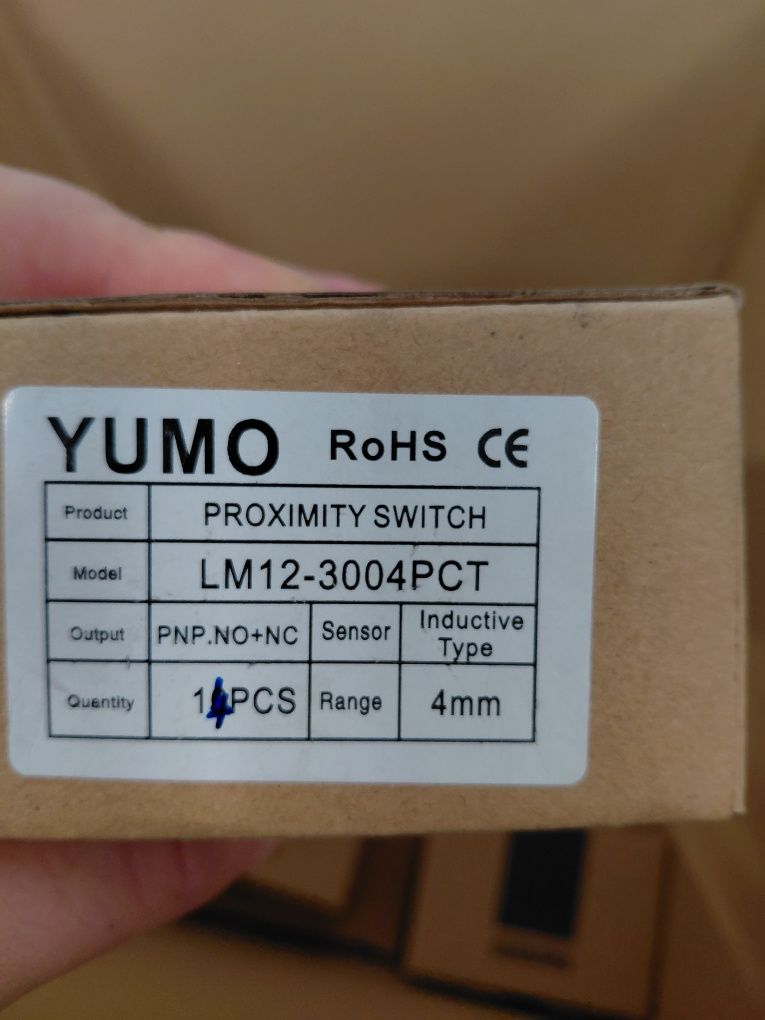 YUMO RoHS CE
Product PROXIMITY SWITCH
Model LM12-3004PCT
Output PNP.NO+NC Sensor Inductive Type
Quantity 14PCS Range 4mm